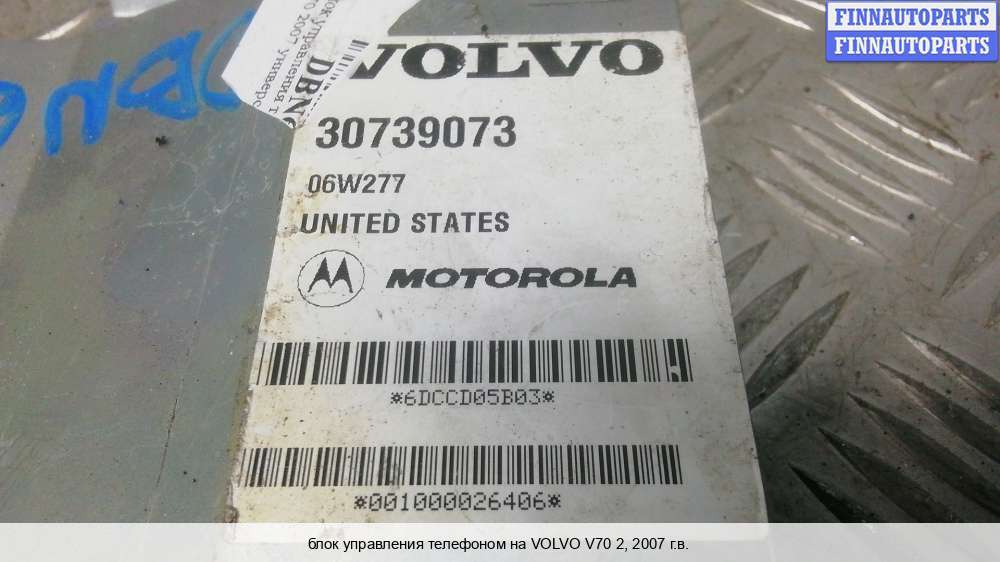 FINNAUTOPARTS
FINNAUTOPARTS
VOLVO
30739073
06W277
UNITED STATES
MOTOROLA
*6DCCD05B03*
*001000026406*
блок управления телефоном на VOLVO V70 2, 2007 г.в.